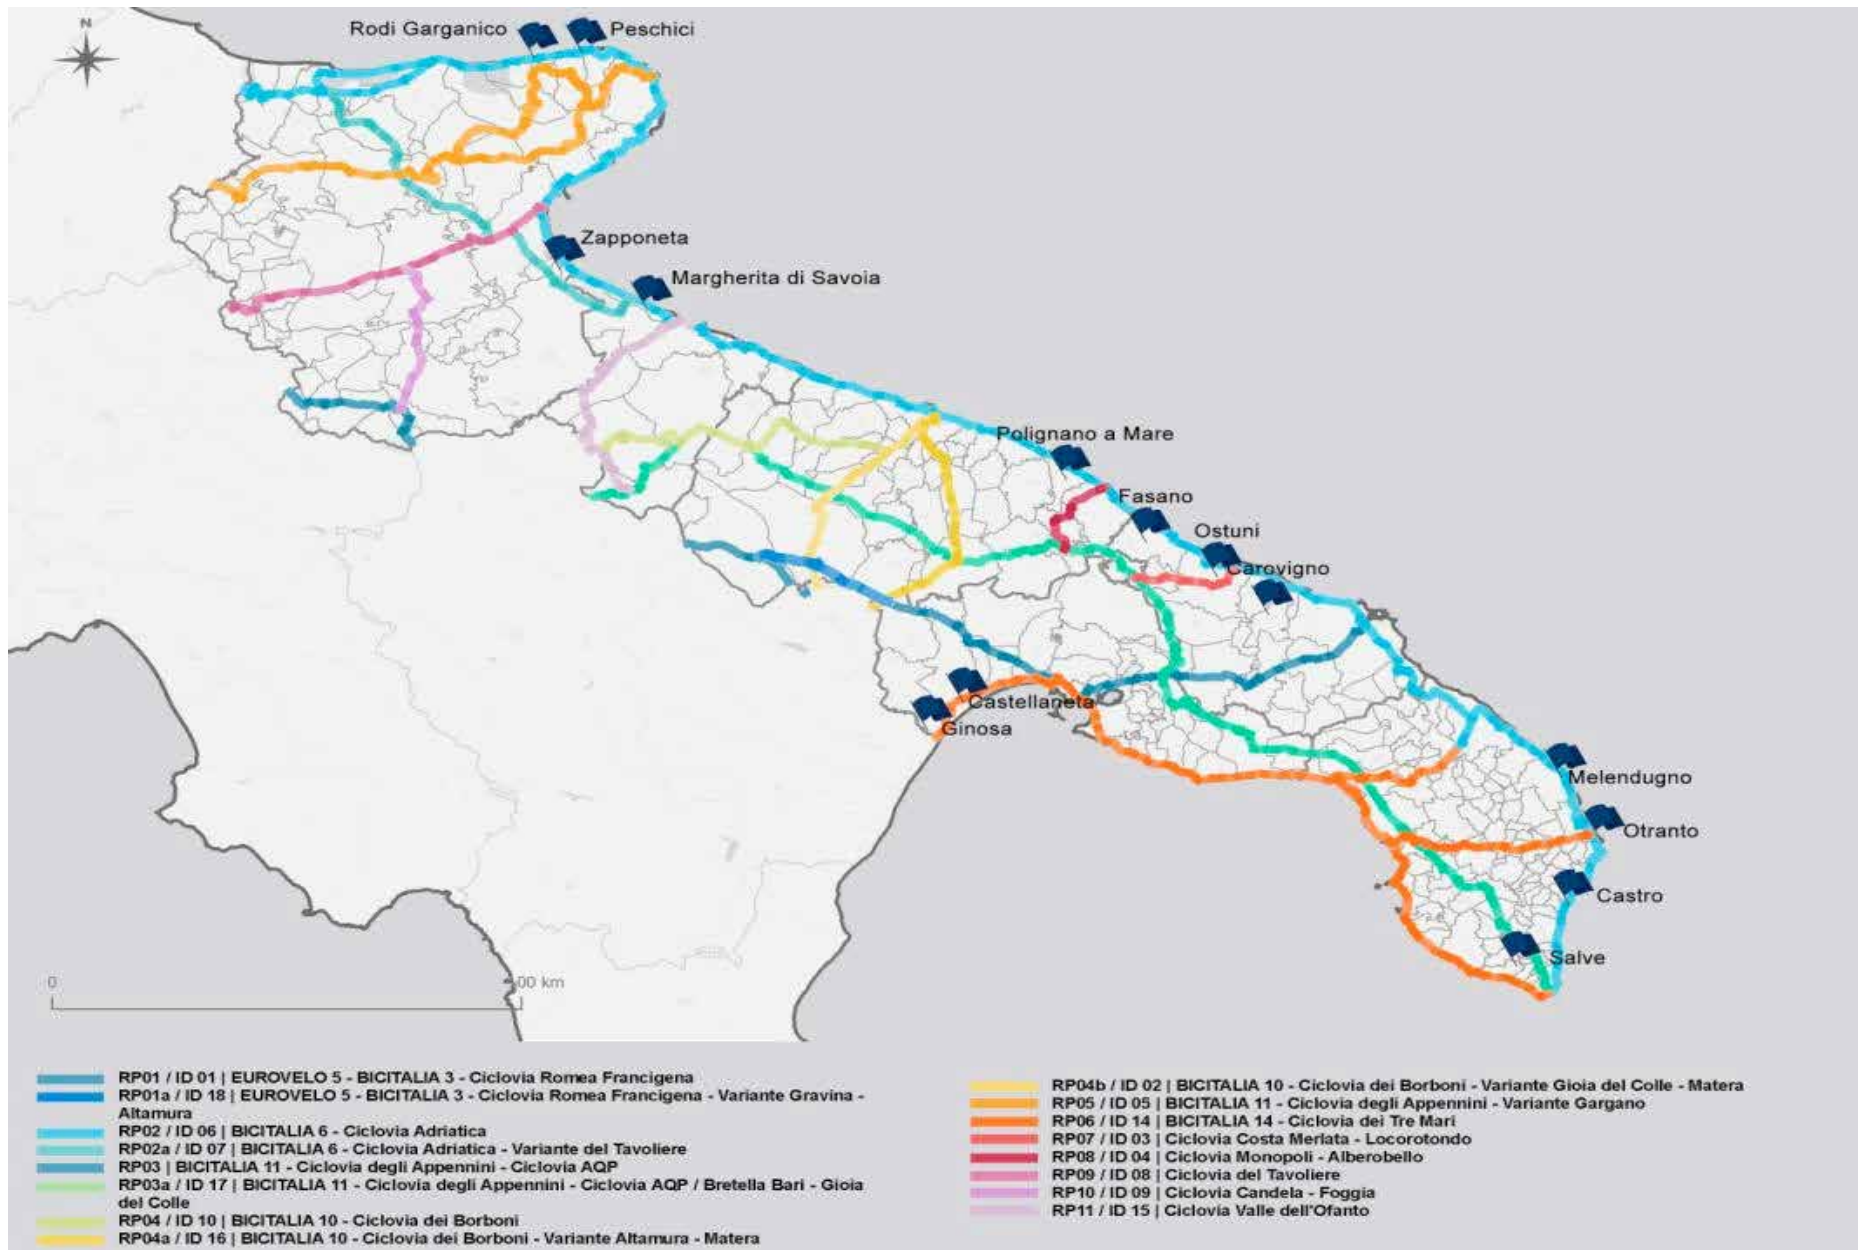 N
Rodi Garganico
Peschici
Zapponeta
Margherita di Savoia
Polignano a Mare
Fasano
Ostuni
Carovigno
Castellaneta
Ginosa
Melendugno
Otranto
Castro
Salve
0 00 km
RP01 / ID 01 | EUROVELO 5 - BICITALIA 3 - Ciclovia Romea Francigena
RP01a / ID 18 | EUROVELO 5 - BICITALIA 3 - Ciclovia Romea Francigena - Variante Gravina -
Altamura
RP02 / ID 06 | BICITALIA 6 - Ciclovia Adriatica
RP02a / ID 07 | BICITALIA 6 - Ciclovia Adriatica - Variante del Tavoliere
RP03 | BICITALIA 11 - Ciclovia degli Appennini - Ciclovia AQP
RP03a / ID 17 | BICITALIA 11 - Ciclovia degli Appennini - Ciclovia AQP / Bretella Bari - Gioia
del Colle
RP04 / ID 10 | BICITALIA 10 - Ciclovia dei Borboni
RP04a / ID 16 | BICITALIA 10 - Ciclovia dei Borboni - Variante Altamura - Matera
RP04b / ID 02 | BICITALIA 10 - Ciclovia dei Borboni - Variante Gioia del Colle - Matera
RP05 / ID 05 | BICITALIA 11 - Ciclovia degli Appennini - Variante Gargano
RP06 / ID 14 | BICITALIA 14 - Ciclovia dei Tre Mari
RP07 / ID 03 | Ciclovia Costa Merlata - Locorotondo
RP08 / ID 04 | Ciclovia Monopoli - Alberobello
RP09 / ID 08 | Ciclovia del Tavoliere
RP10 / ID 09 | Ciclovia Candela - Foggia
RP11 / ID 15 | Ciclovia Valle dell'Ofanto